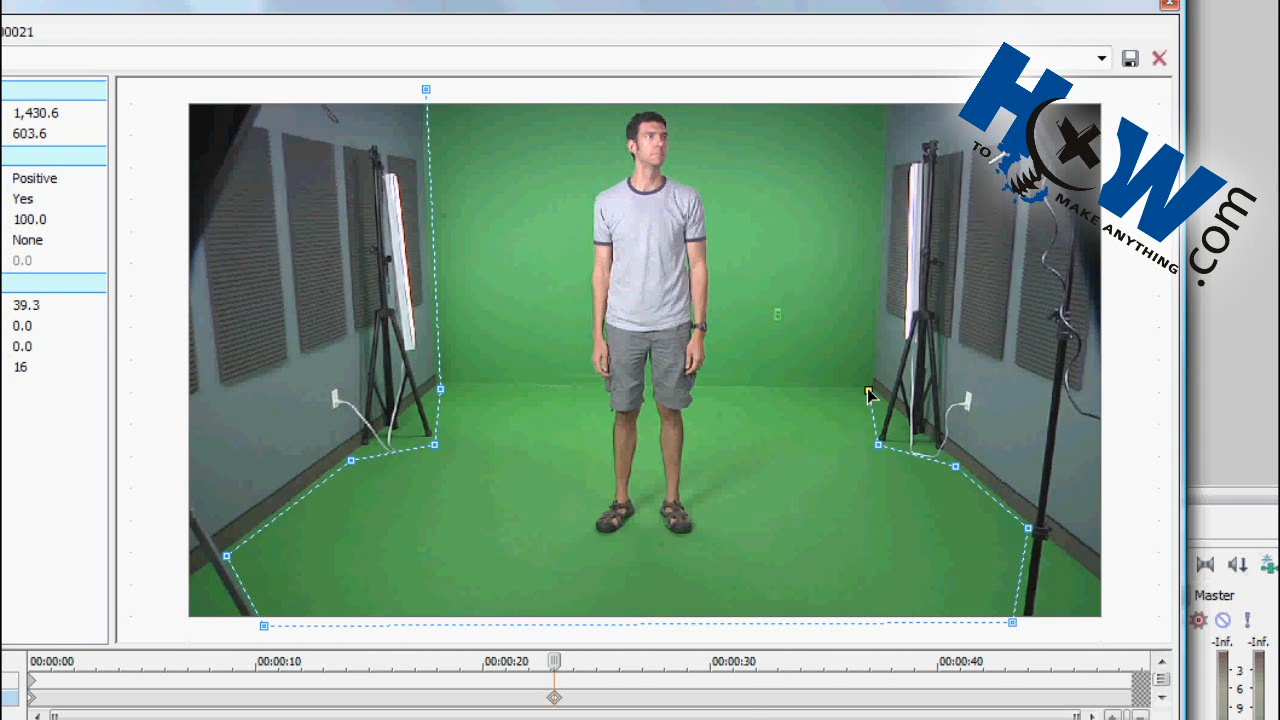 00021
1,430.6
603.6
Positive
Yes
100.0
None
0.0
39.3
0.0
0.0
16
HOW
TO
MAKE ANYTHING
.com
Master
-Inf. -Inf.
3
6
9
00:00:00 00:00:10 00:00:20 00:00:30 00:00:40